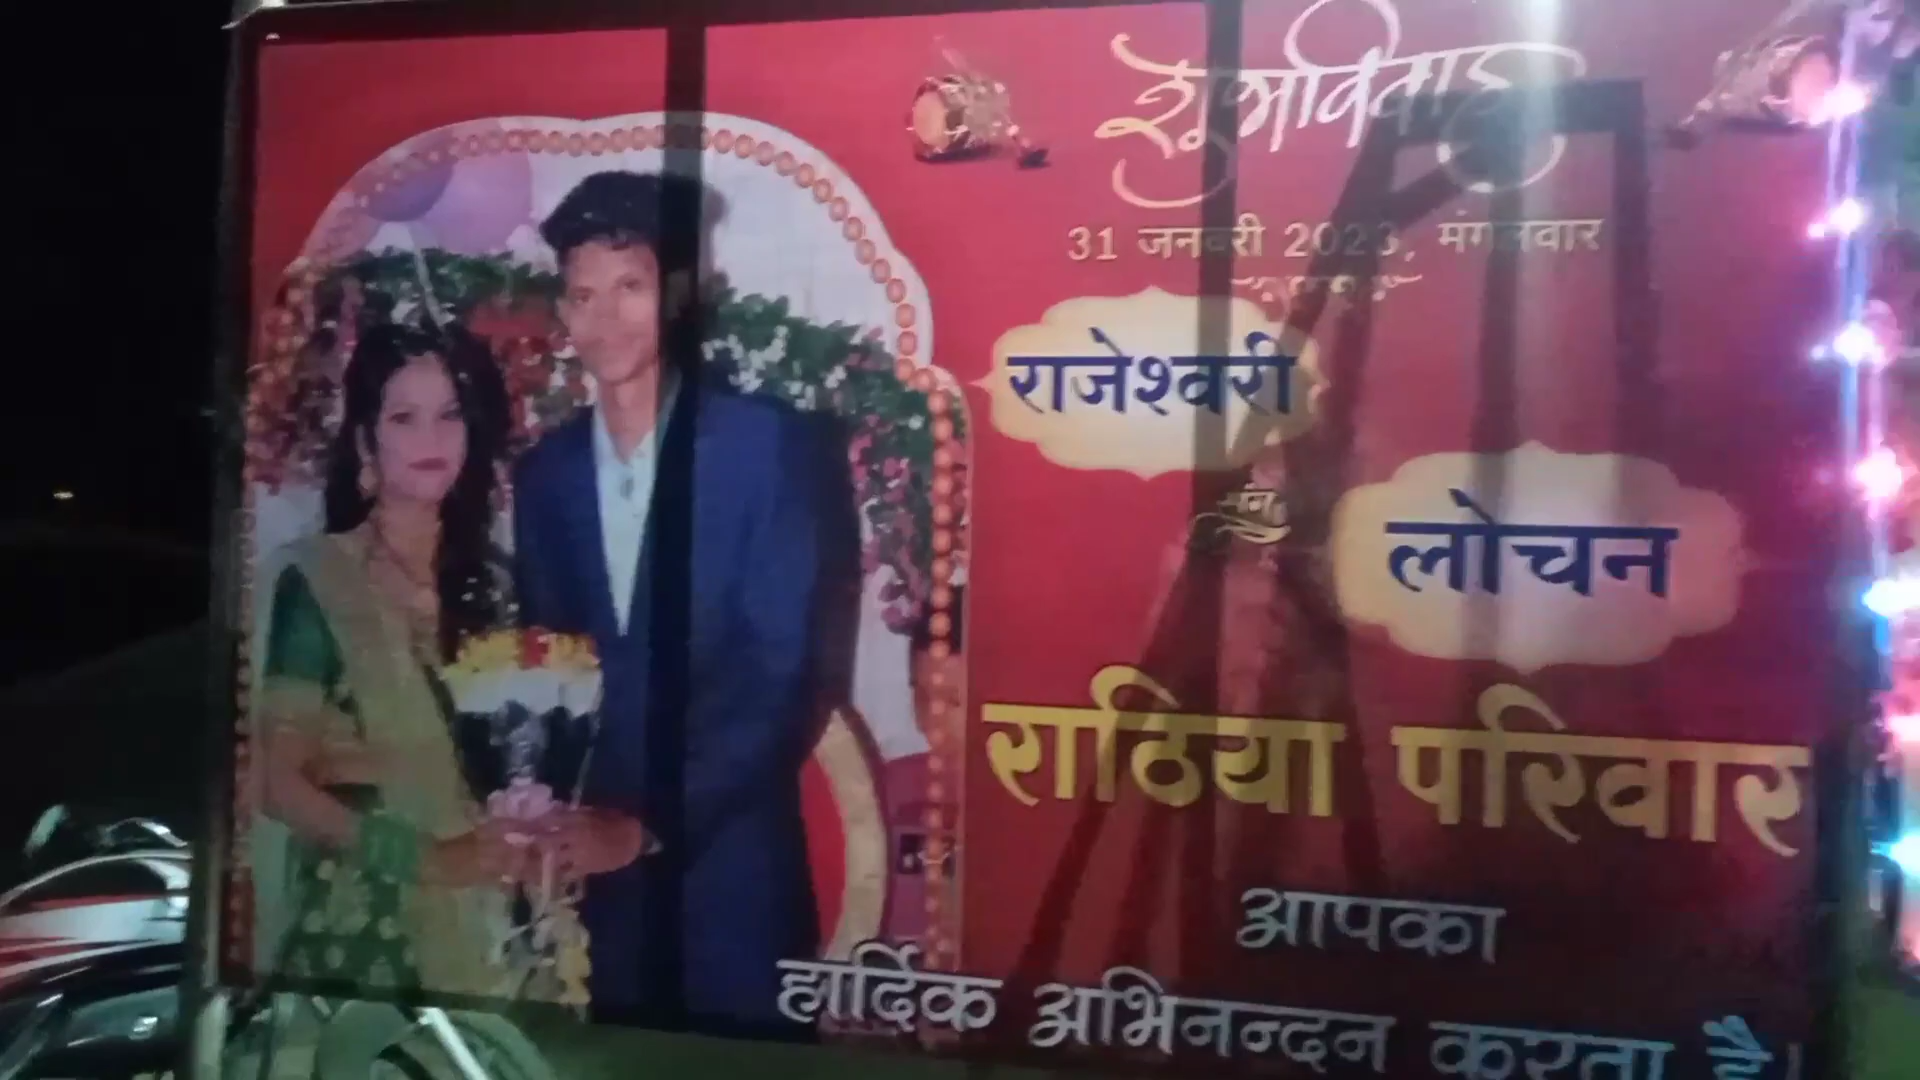 शुभविवाह
31 जनवरी 2023, मंगलवार
राजेश्वरी
संग
लोचन
राठिया परिवार
आपका
हार्दिक अभिनन्दन करता है।